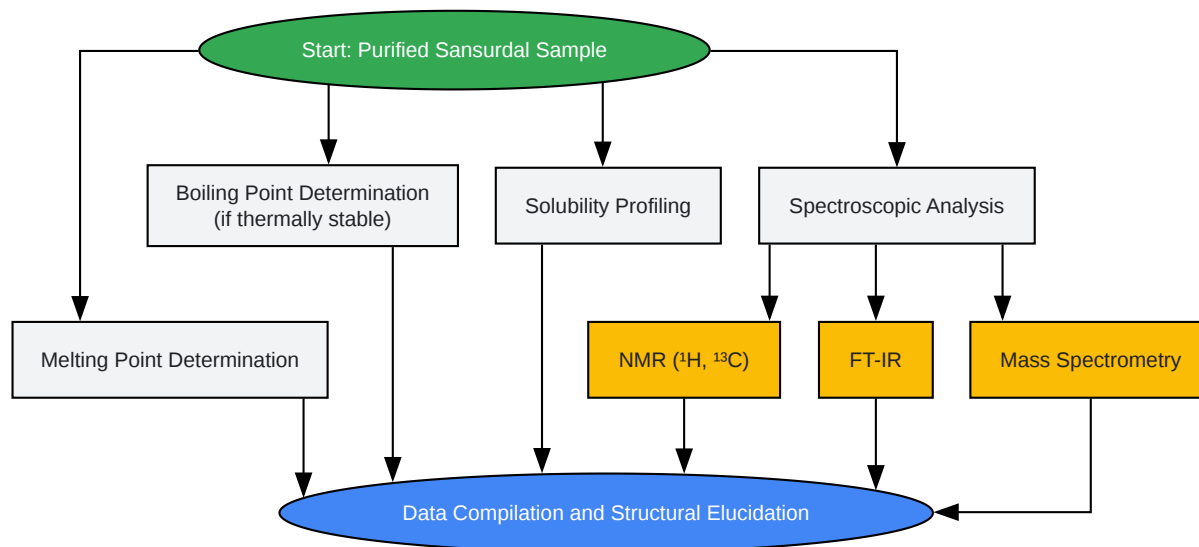 Start: Purified Sansurdal Sample
Boiling Point Determination
(if thermally stable)
Solubility Profiling
Spectroscopic Analysis
Melting Point Determination
NMR (¹H, ¹³C)
FT-IR
Mass Spectrometry
Data Compilation and Structural Elucidation